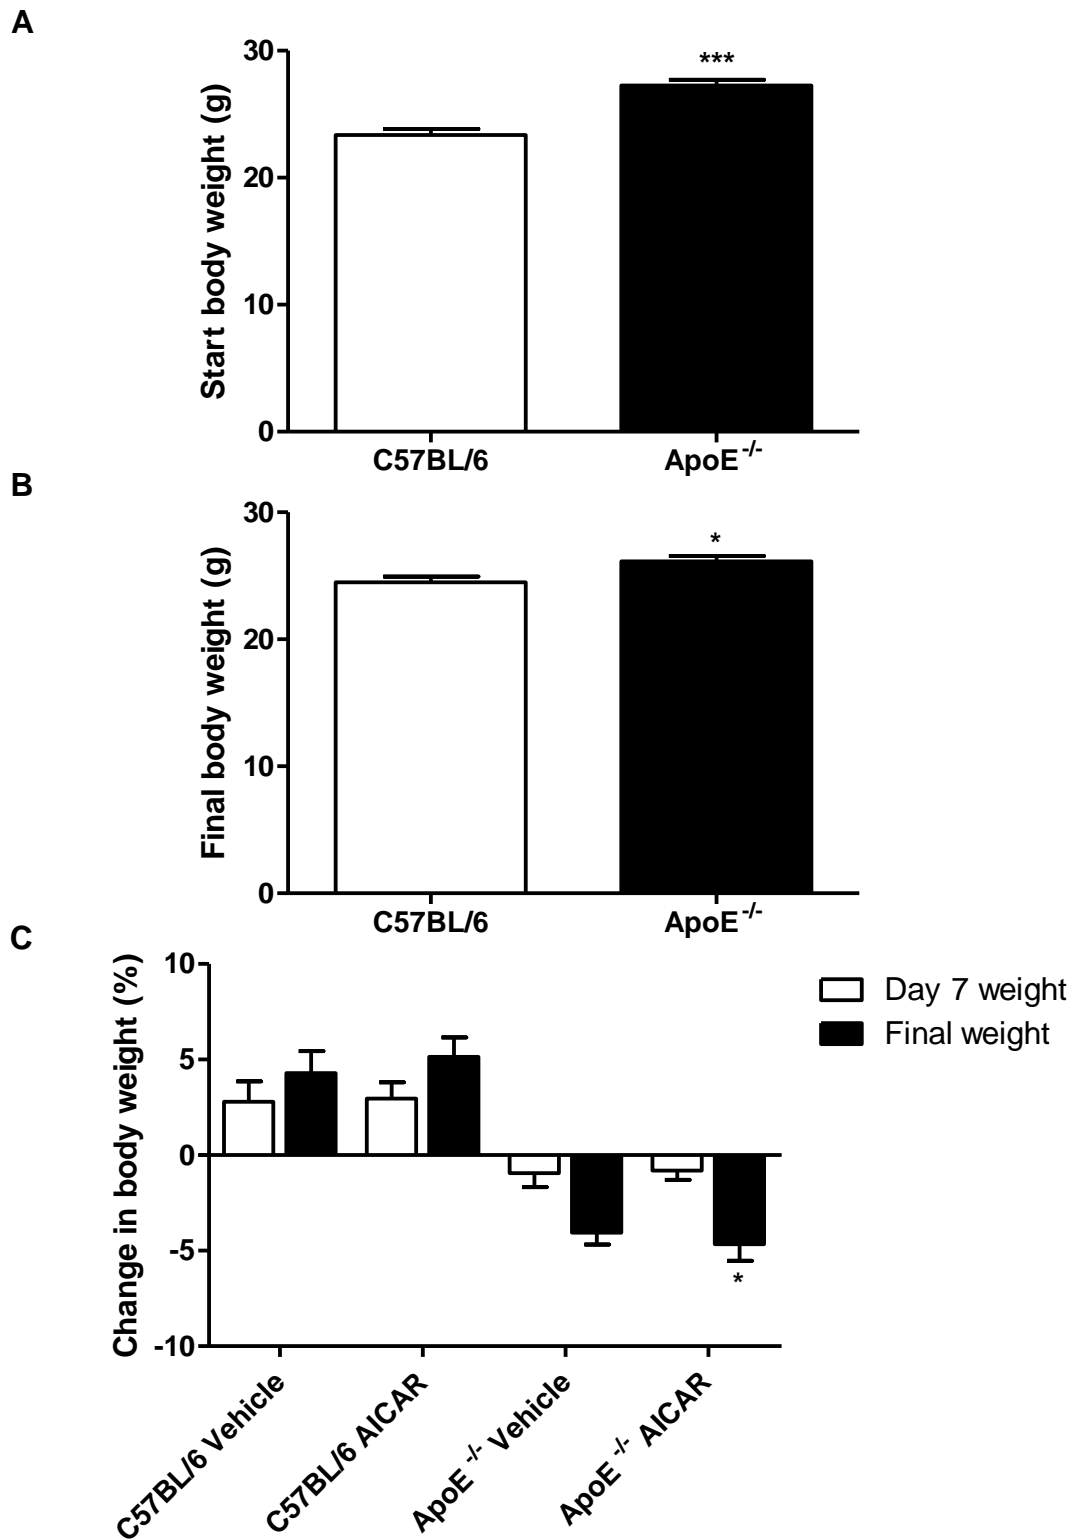 A
Start body weight (g)
30
20
10
0
***
C57BL/6
ApoE -/-
B
Final body weight (g)
30
20
10
0
*
C57BL/6
ApoE -/-
C
Change in body weight (%)
10
5
0
-5
-10
*
Day 7 weight
Final weight
C57BL/6 Vehicle
C57BL/6 AICAR
ApoE -/- Vehicle
ApoE -/- AICAR